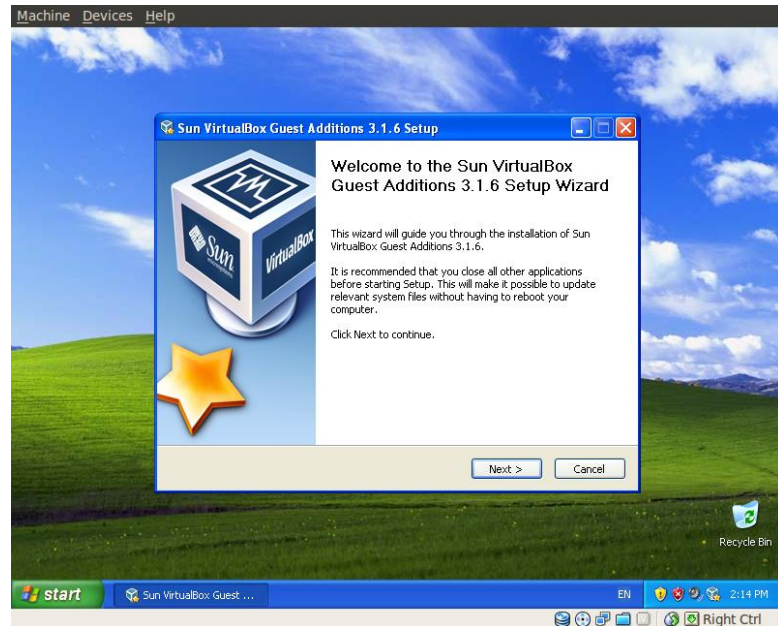 Machine Devices Help
Sun VirtualBox Guest Additions 3.1.6 Setup
Sun
microsystems
VirtualBox
Welcome to the Sun VirtualBox
Guest Additions 3.1.6 Setup Wizard
This wizard will guide you through the installation of Sun
VirtualBox Guest Additions 3.1.6.
It is recommended that you close all other applications
before starting Setup. This will make it possible to update
relevant system files without having to reboot your
computer.
Click Next to continue.
Next > Cancel
Recycle Bin
start Sun VirtualBox Guest ... EN 2:14 PM
Right Ctrl